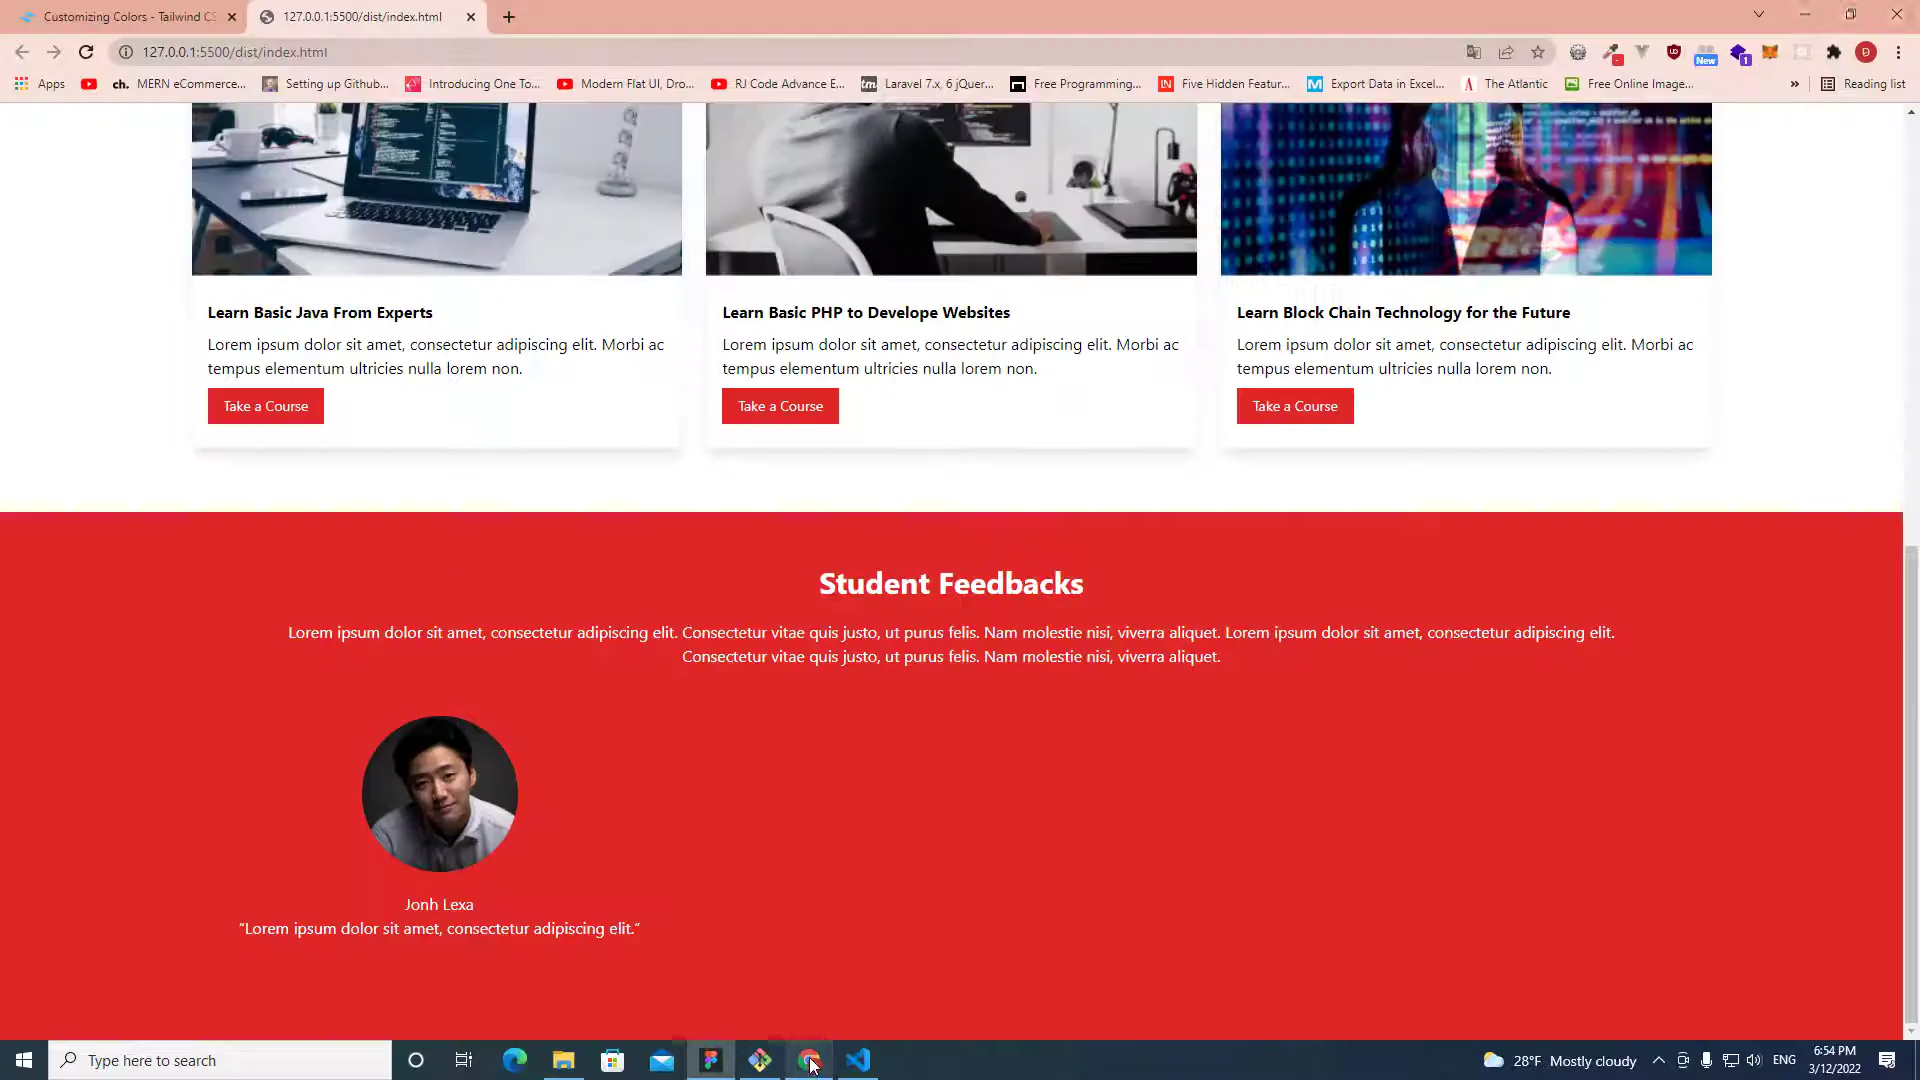 Customizing Colors - Tailwind CS
127.0.0.1:5500/dist/index.html
127.0.0.1:5500/dist/index.html
New
1
D
Apps
ch. MERN eCommerce...
Setting up Github...
Introducing One To...
Modern Flat UI, Dro...
RJ Code Advance E...
tm Laravel 7.x, 6 jQuer...
Free Programming...
LN Five Hidden Featur...
M Export Data in Excel...
A The Atlantic
Free Online Image...
»
Reading list
Learn Basic Java From Experts
Lorem ipsum dolor sit amet, consectetur adipiscing elit. Morbi ac
tempus elementum ultricies nulla lorem non.
Take a Course
Learn Basic PHP to Develope Websites
Lorem ipsum dolor sit amet, consectetur adipiscing elit. Morbi ac
tempus elementum ultricies nulla lorem non.
Take a Course
Learn Block Chain Technology for the Future
Lorem ipsum dolor sit amet, consectetur adipiscing elit. Morbi ac
tempus elementum ultricies nulla lorem non.
Take a Course
Student Feedbacks
Lorem ipsum dolor sit amet, consectetur adipiscing elit. Consectetur vitae quis justo, ut purus felis. Nam molestie nisi, viverra aliquet. Lorem ipsum dolor sit amet, consectetur adipiscing elit.
Consectetur vitae quis justo, ut purus felis. Nam molestie nisi, viverra aliquet.
Jonh Lexa
“Lorem ipsum dolor sit amet, consectetur adipiscing elit.”
Type here to search
28°F Mostly cloudy
ENG
6:54 PM
3/12/2022